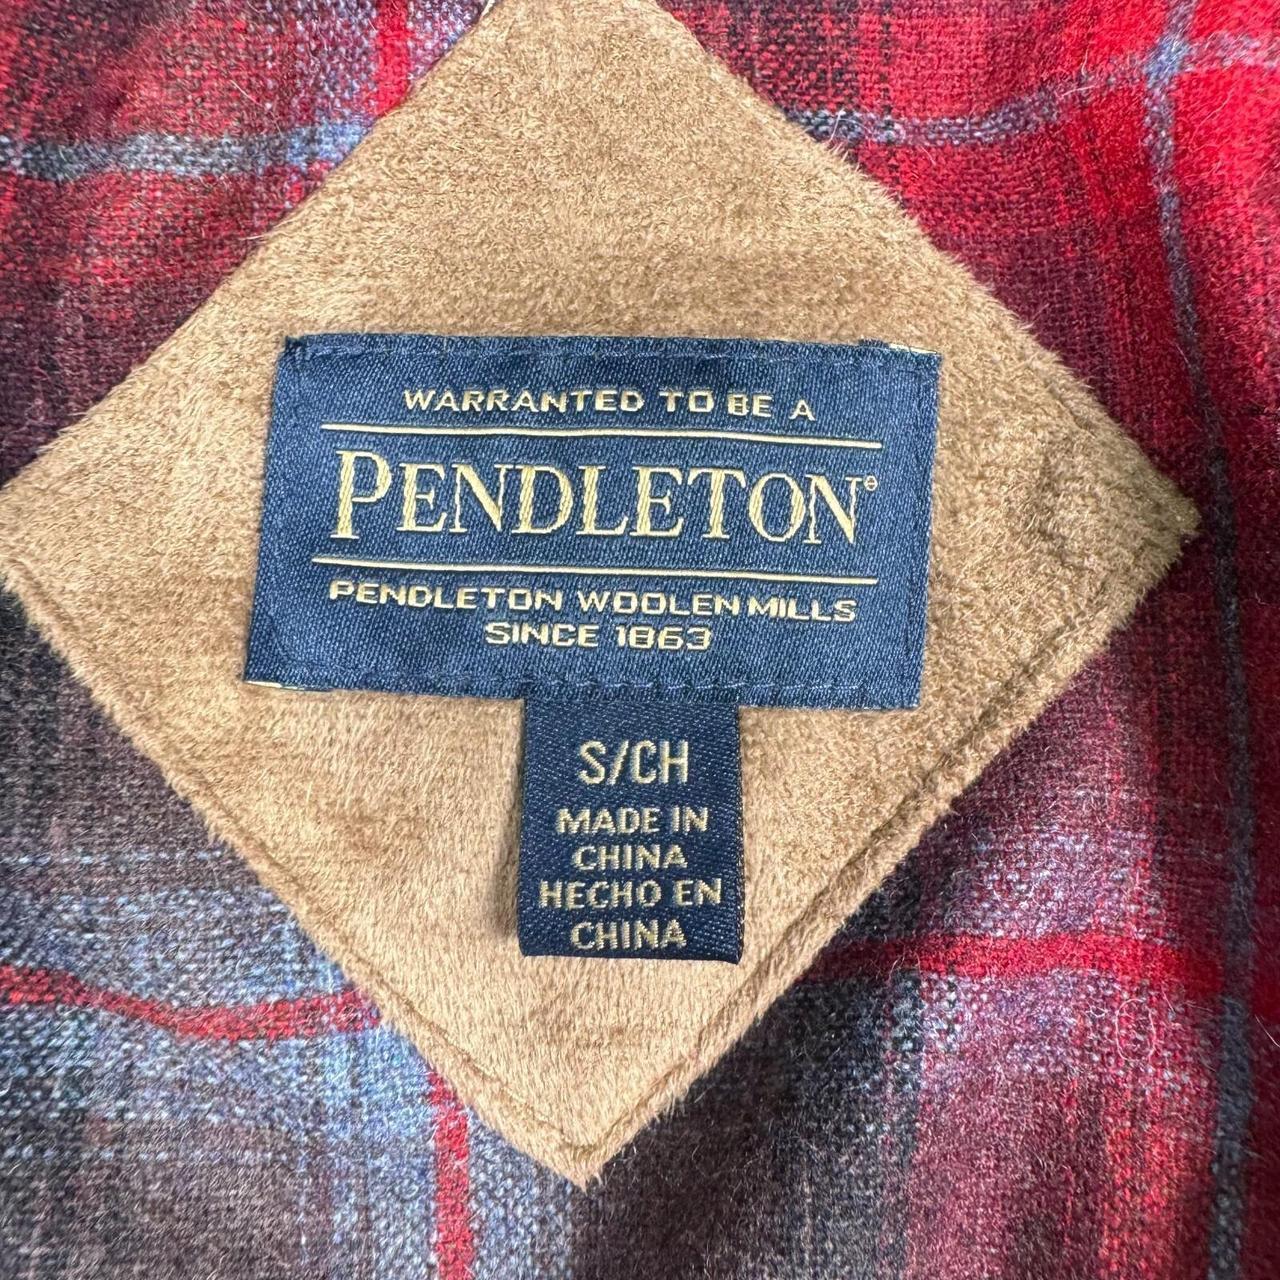 WARRANTED TO BE A
PENDLETON®
PENDLETON WOOLEN MILLS
SINCE 1863
S/CH
MADE IN
CHINA
HECHO EN
CHINA